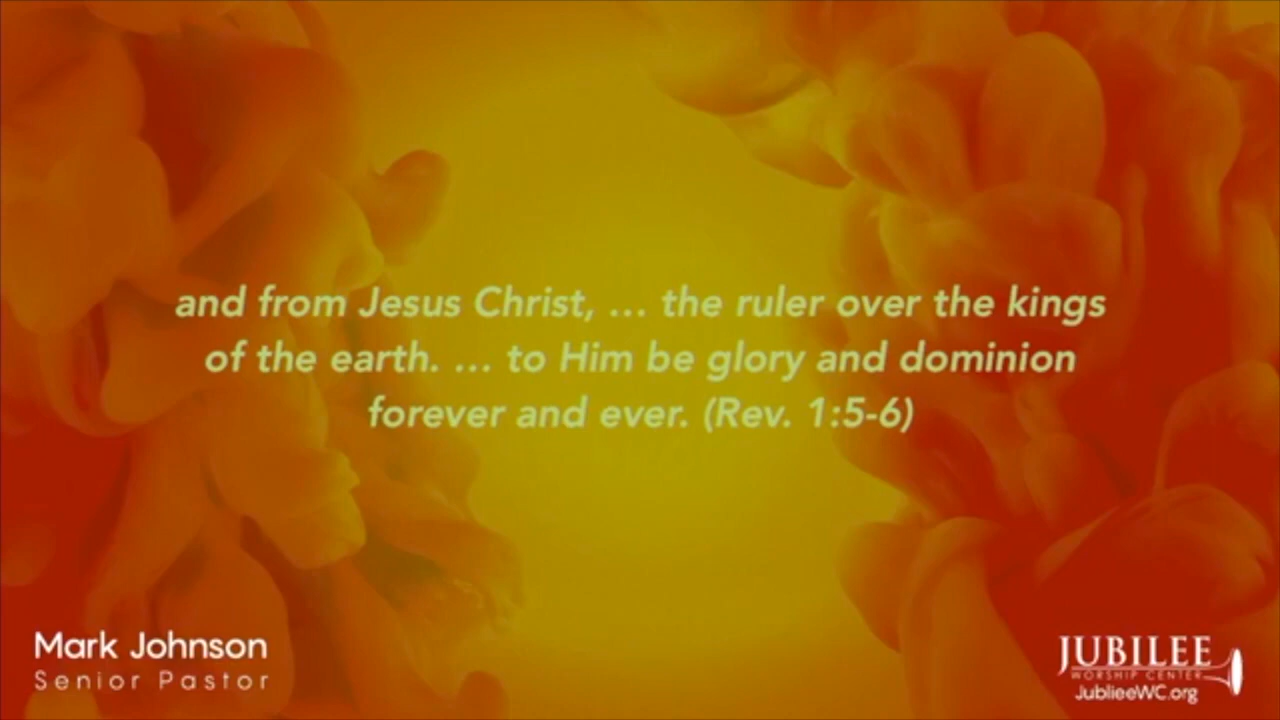 and from Jesus Christ, … the ruler over the kings
of the earth. … to Him be glory and dominion
forever and ever. (Rev. 1:5-6)
Mark Johnson
Senior Pastor
JUBILEE
WORSHIP CENTER
JublieeWC.org